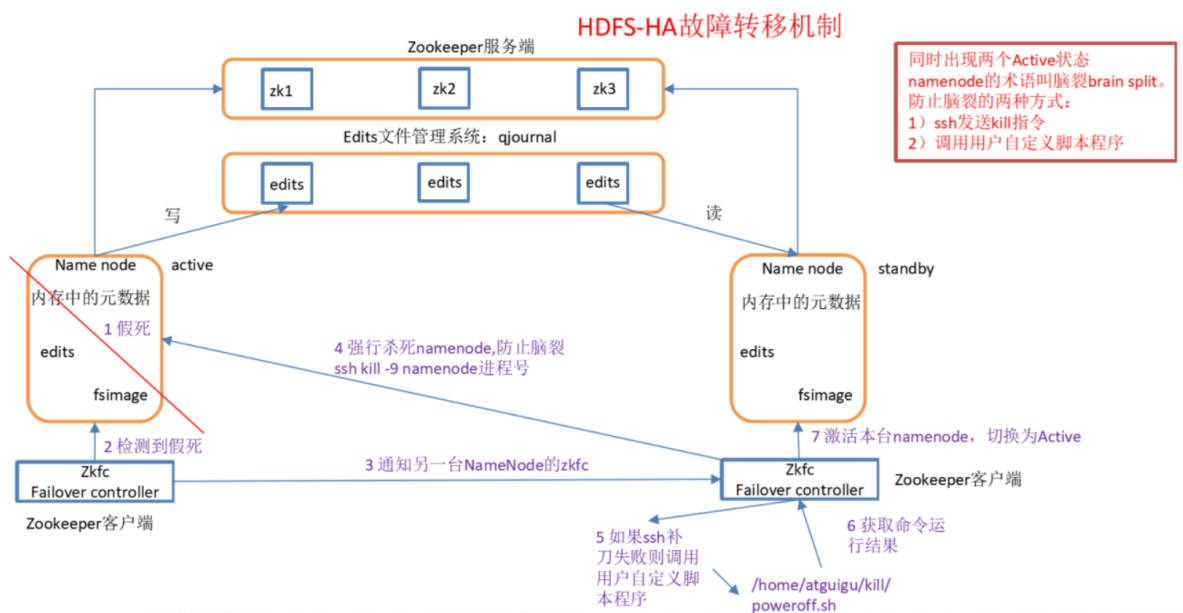 HDFS-HA故障转移机制
Zookeeper服务端
zk1
zk2
zk3
同时出现两个Active状态
namenode的术语叫脑裂brain split。
防止脑裂的两种方式：
1）ssh发送kill指令
2）调用用户自定义脚本程序
Edits文件管理系统：qjournal
edits
edits
edits
写
读
Name node
active
内存中的元数据
1 假死
edits
fsimage
Name node
standby
内存中的元数据
edits
fsimage
4 强行杀死namenode,防止脑裂
ssh kill -9 namenode进程号
2 检测到假死
7 激活本台namenode，切换为Active
Zkfc
Failover controller
3 通知另一台NameNode的zkfc
Zkfc
Failover controller
Zookeeper客户端
Zookeeper客户端
5 如果ssh补
刀失败则调用
用户自定义脚
本程序
6 获取命令运
行结果
/home/atguigu/kill/
poweroff.sh